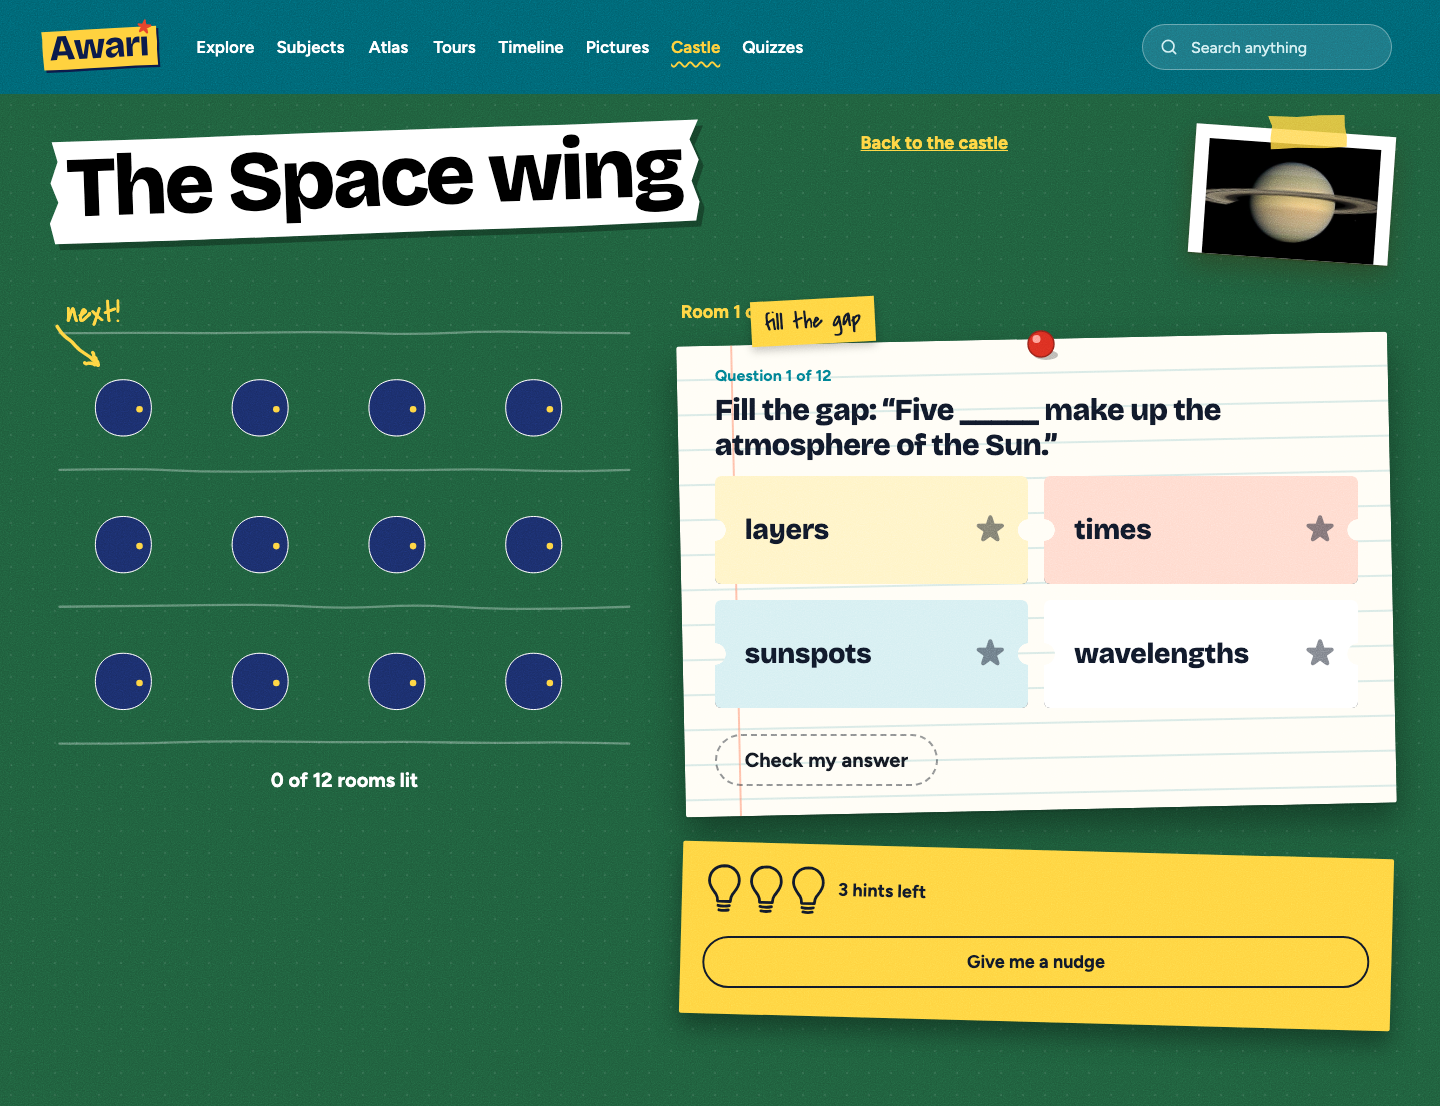 Awari
Explore Subjects Atlas Tours Timeline Pictures Castle Quizzes
Search anything
The Space wing
Back to the castle
next!
Room 1
fill the gap
Question 1 of 12
Fill the gap: “Five _____ make up the
atmosphere of the Sun.”
layers
times
sunspots
wavelengths
Check my answer
0 of 12 rooms lit
3 hints left
Give me a nudge